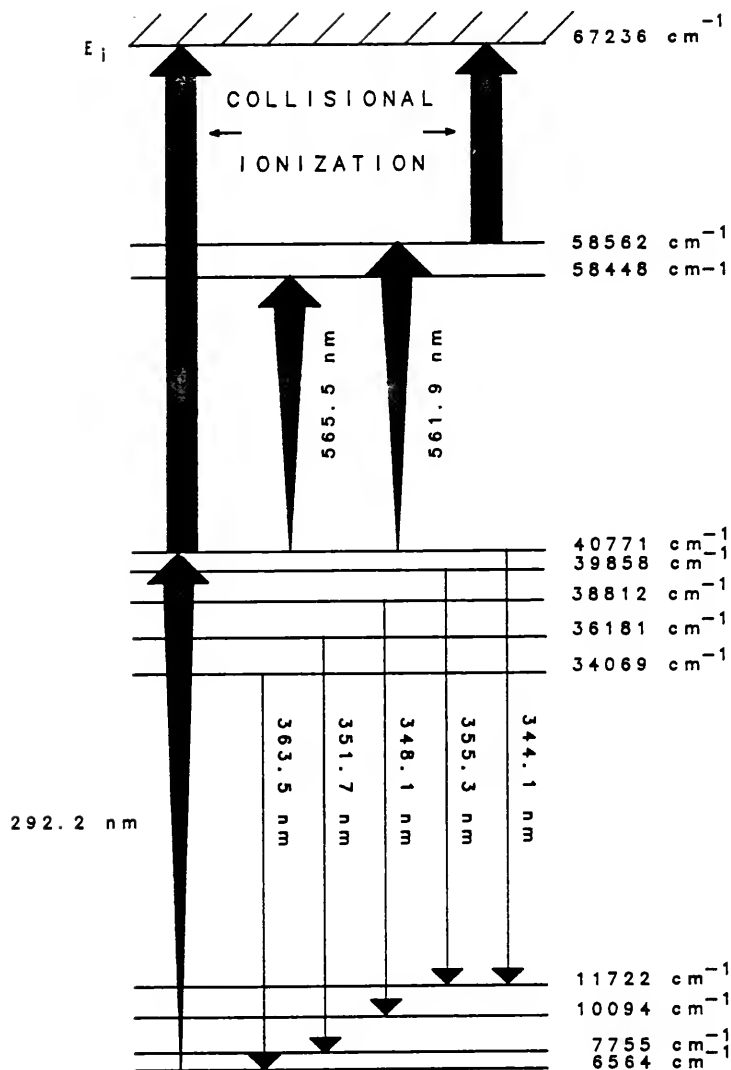 67236 cm⁻¹
Eᵢ
COLLISIONAL
← →
IONIZATION
58562 cm⁻¹
58448 cm-1
565.5 nm
561.9 nm
40771 cm⁻¹
39858 cm⁻¹
38812 cm⁻¹
36181 cm⁻¹
34069 cm⁻¹
363.5 nm
351.7 nm
348.1 nm
355.3 nm
344.1 nm
292.2 nm
11722 cm⁻¹
10094 cm⁻¹
7755 cm⁻¹
6564 cm⁻¹